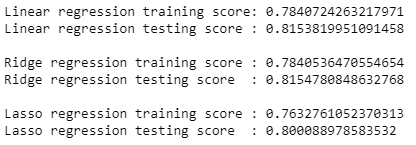 Linear regression training score: 0.7840724263217971
Linear regression testing score : 0.8153819951091458
Ridge regression training score : 0.7840536470554654
Ridge regression testing score  : 0.8154780848632768
Lasso regression training score : 0.7632761052370313
Lasso regression testing score  : 0.800088978583532